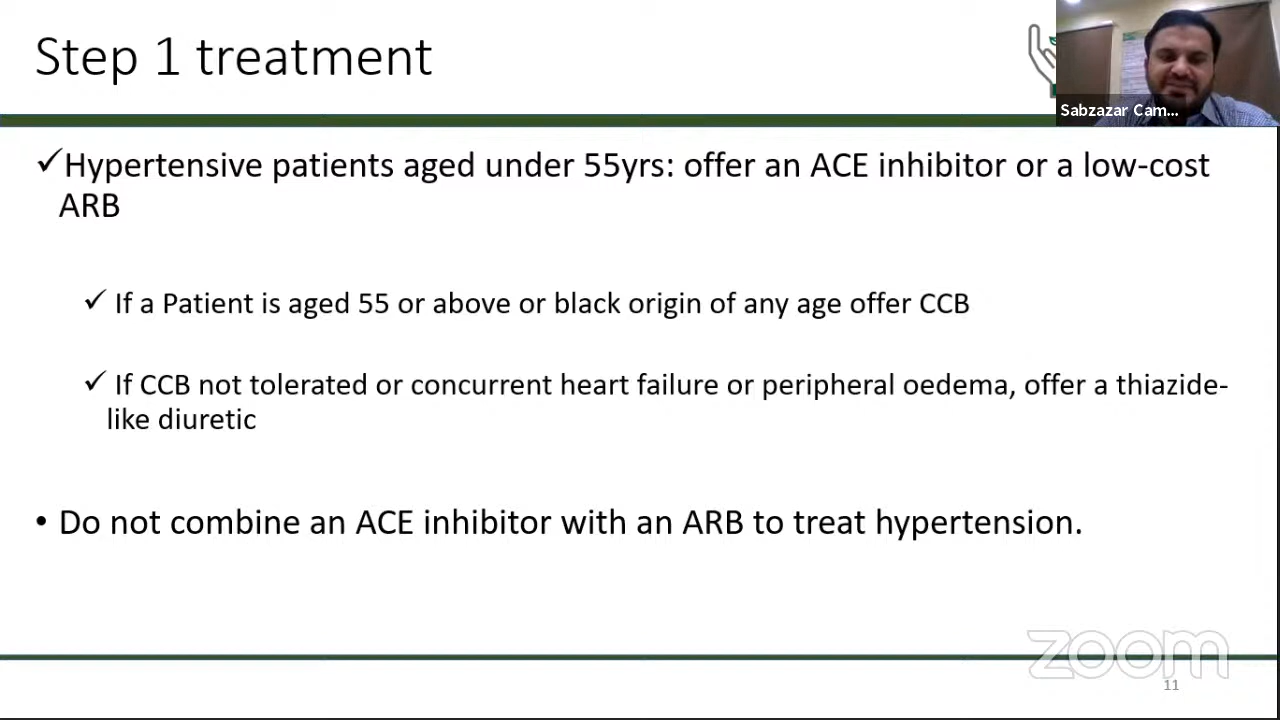 Step 1 treatment
Sabzazar Cam...
✓Hypertensive patients aged under 55yrs: offer an ACE inhibitor or a low-cost
ARB
✓ If a Patient is aged 55 or above or black origin of any age offer CCB
✓ If CCB not tolerated or concurrent heart failure or peripheral oedema, offer a thiazide-
like diuretic
• Do not combine an ACE inhibitor with an ARB to treat hypertension.
zoom
11